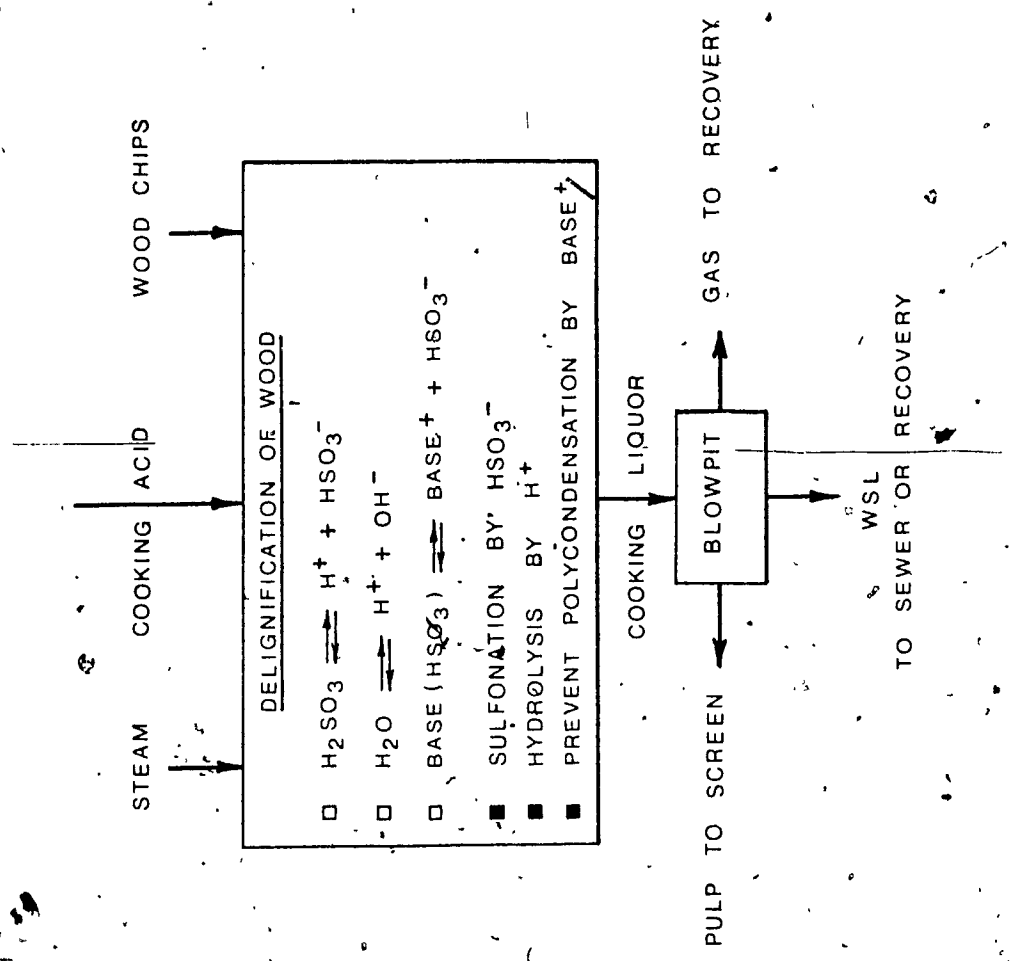 STEAM
COOKING ACID
WOOD CHIPS
DELIGNIFICATION OF WOOD
□ H₂SO₃ ⇌ H⁺ + HSO₃⁻
□ H₂O ⇌ H⁺ + OH⁻
□ BASE(HSO₃) ⇌ BASE⁺ + HSO₃⁻
■ SULFONATION BY HSO₃⁻
■ HYDROLYSIS BY H⁺
■ PREVENT POLYCONDENSATION BY BASE⁺
COOKING LIQUOR
PULP TO SCREEN
BLOWPIT
GAS TO RECOVERY
WSL
TO SEWER OR RECOVERY